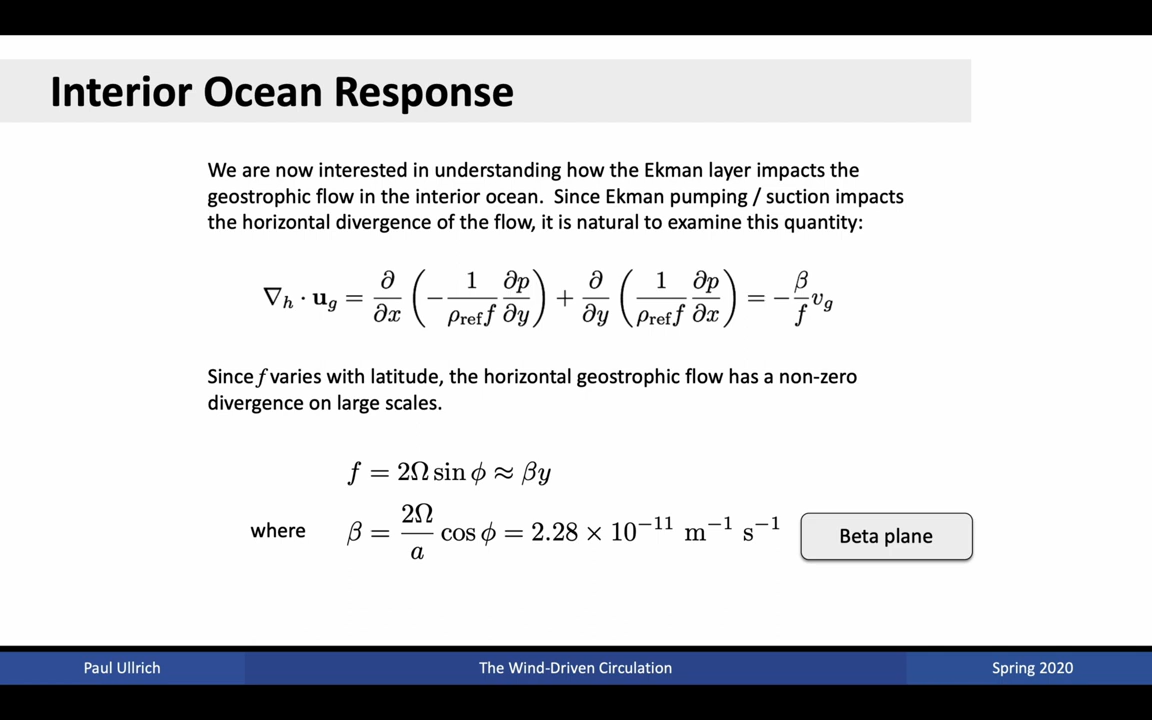 Interior Ocean Response
We are now interested in understanding how the Ekman layer impacts the
geostrophic flow in the interior ocean.  Since Ekman pumping / suction impacts
the horizontal divergence of the flow, it is natural to examine this quantity:
∇_h · **u**_g = ∂/∂x (−1/(ρ_ref f) ∂p/∂y) + ∂/∂y (1/(ρ_ref f) ∂p/∂x) = −β/f v_g
Since f varies with latitude, the horizontal geostrophic flow has a non-zero
divergence on large scales.
f = 2Ω sin ϕ ≈ βy
where β = 2Ω/a cos ϕ = 2.28 × 10⁻¹¹ m⁻¹ s⁻¹
Beta plane
Paul Ullrich
The Wind-Driven Circulation
Spring 2020